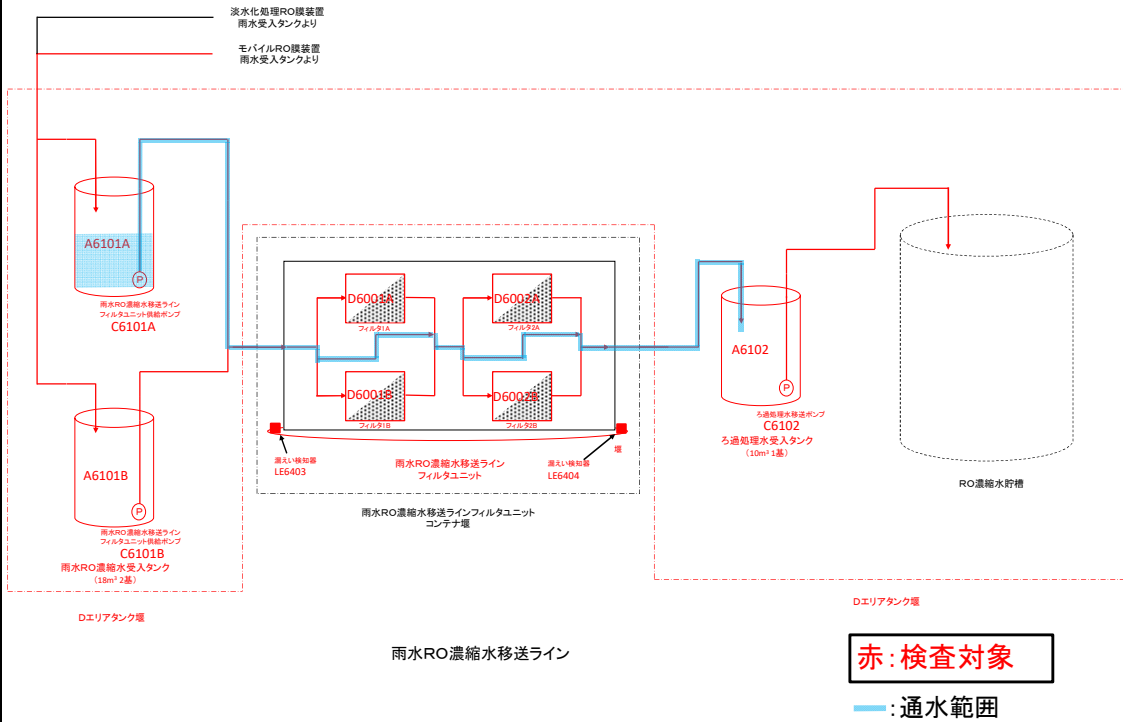 淡水化処理RO膜装置
雨水受入タンクより
モバイルRO膜装置
雨水受入タンクより
A6101A
P
雨水RO濃縮水移送ライン
フィルタユニット供給ポンプ
C6101A
A6101B
P
雨水RO濃縮水移送ライン
フィルタユニット供給ポンプ
C6101B
雨水RO濃縮水受入タンク
（18m³ 2基）
Dエリアタンク堰
D6001A
フィルタ1A
D6002A
フィルタ2A
D6001B
フィルタ1B
D6002B
フィルタ2B
漏えい検知器
LE6403
雨水RO濃縮水移送ライン
フィルタユニット
漏えい検知器
LE6404
堰
雨水RO濃縮水移送ラインフィルタユニット
コンテナ堰
A6102
P
ろ過処理水移送ポンプ
C6102
ろ過処理水受入タンク
（10m³ 1基）
RO濃縮水貯槽
Dエリアタンク堰
雨水RO濃縮水移送ライン
赤：検査対象
：通水範囲